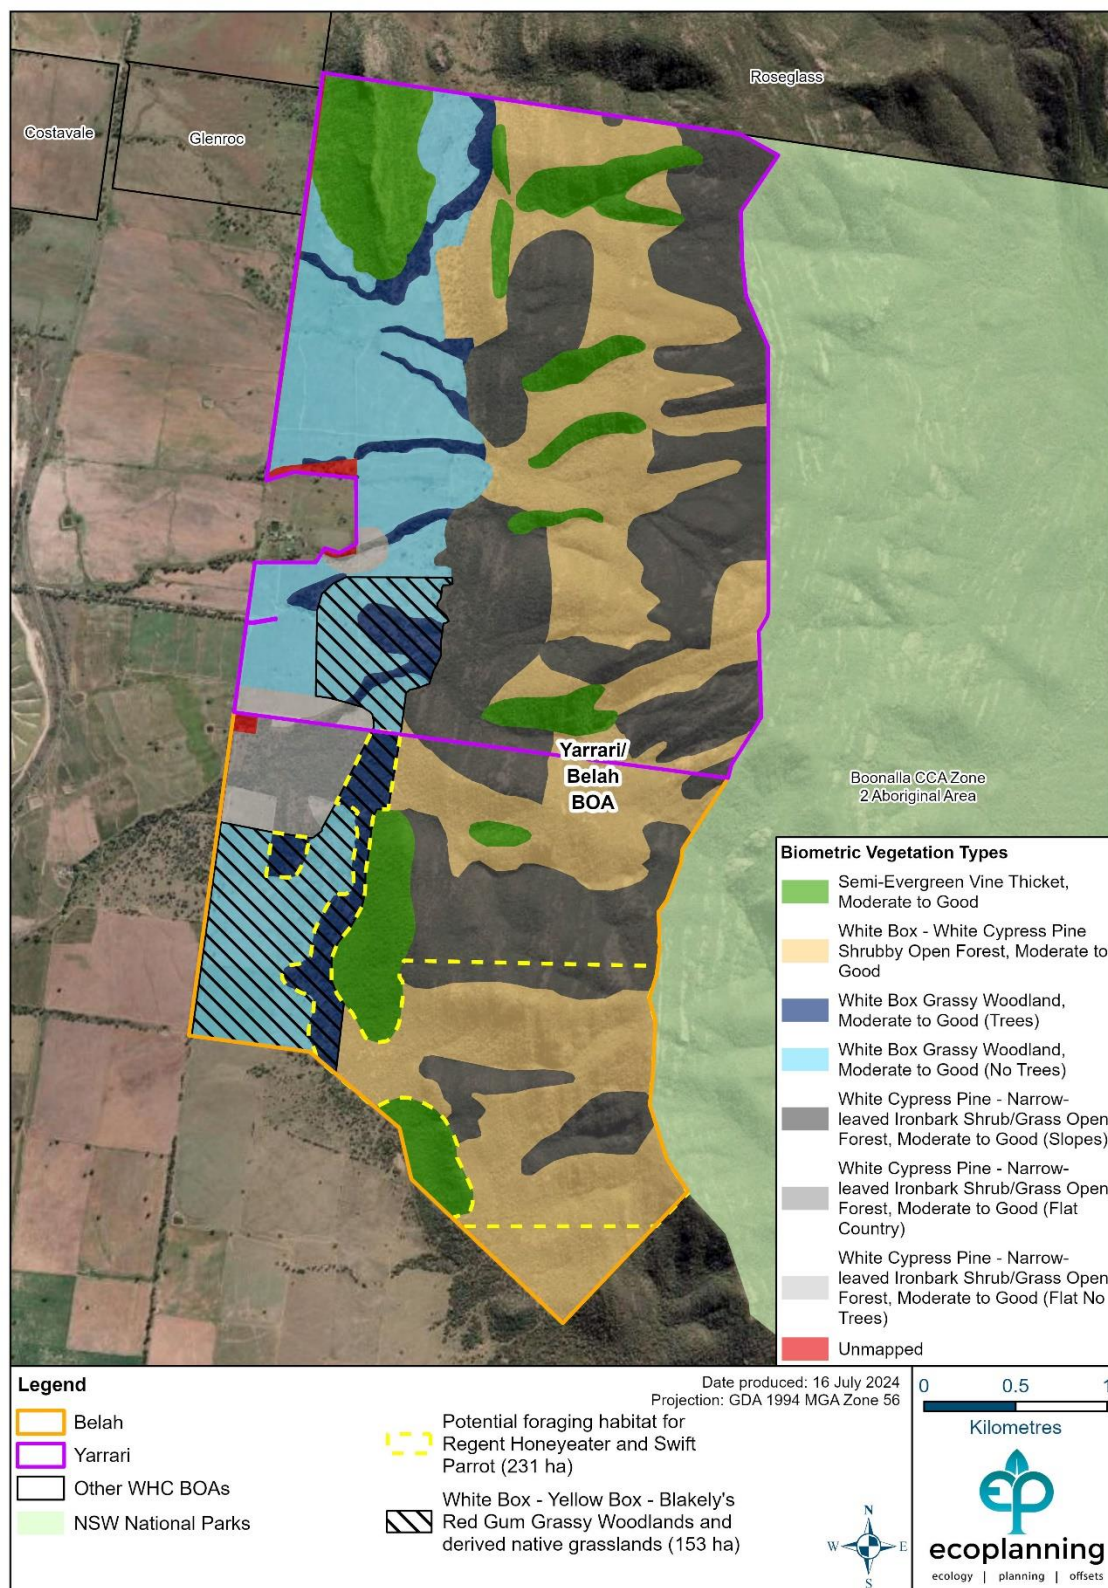 Roseglass
Costavale
Glenroc
Yarrari/
Belah
BOA
Boonalla CCA Zone
2 Aboriginal Area
Biometric Vegetation Types
Semi-Evergreen Vine Thicket,
Moderate to Good
White Box - White Cypress Pine
Shrubby Open Forest, Moderate to
Good
White Box Grassy Woodland,
Moderate to Good (Trees)
White Box Grassy Woodland,
Moderate to Good (No Trees)
White Cypress Pine - Narrow-
leaved Ironbark Shrub/Grass Open
Forest, Moderate to Good (Slopes)
White Cypress Pine - Narrow-
leaved Ironbark Shrub/Grass Open
Forest, Moderate to Good (Flat
Country)
White Cypress Pine - Narrow-
leaved Ironbark Shrub/Grass Open
Forest, Moderate to Good (Flat No
Trees)
Unmapped
Legend
Belah
Yarrari
Other WHC BOAs
NSW National Parks
Date produced: 16 July 2024
Projection: GDA 1994 MGA Zone 56
Potential foraging habitat for
Regent Honeyeater and Swift
Parrot (231 ha)
White Box - Yellow Box - Blakely's
Red Gum Grassy Woodlands and
derived native grasslands (153 ha)
N
W E
S
0 0.5 1
Kilometres
ep
ecoplanning
ecology | planning | offsets